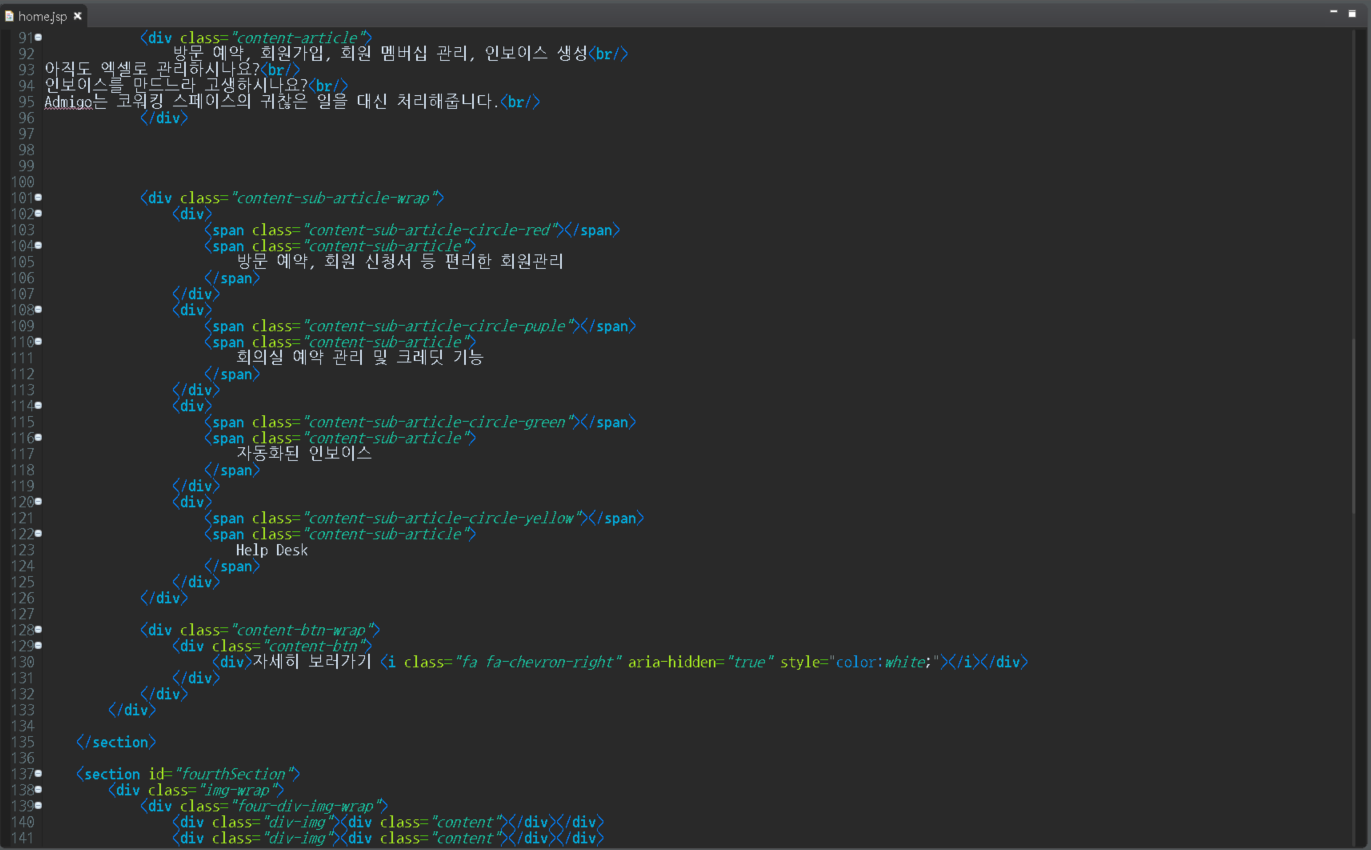 home.jsp
91 <div class="content-article">
92 방문 예약, 회원가입, 회원 멤버십 관리, 인보이스 생성<br/>
93 아직도 엑셀로 관리하시나요?<br/>
94 인보이스를 만드느라 고생하시나요?<br/>
95 Admigo는 코워킹 스페이스의 귀찮은 일을 대신 처리해줍니다.<br/>
96 </div>
97
98
99
100
101 <div class="content-sub-article-wrap">
102 <div>
103 <span class="content-sub-article-circle-red"></span>
104 <span class="content-sub-article">
105 방문 예약, 회원 신청서 등 편리한 회원관리
106 </span>
107 </div>
108 <div>
109 <span class="content-sub-article-circle-puple"></span>
110 <span class="content-sub-article">
111 회의실 예약 관리 및 크레딧 기능
112 </span>
113 </div>
114 <div>
115 <span class="content-sub-article-circle-green"></span>
116 <span class="content-sub-article">
117 자동화된 인보이스
118 </span>
119 </div>
120 <div>
121 <span class="content-sub-article-circle-yellow"></span>
122 <span class="content-sub-article">
123 Help Desk
124 </span>
125 </div>
126 </div>
127
128 <div class="content-btn-wrap">
129 <div class="content-btn">
130 <div>자세히 보러가기 <i class="fa fa-chevron-right" aria-hidden="true" style="color:white;"></i></div>
131 </div>
132 </div>
133 </div>
134
135 </section>
136
137 <section id="fourthSection">
138 <div class="img-wrap">
139 <div class="four-div-img-wrap">
140 <div class="div-img"><div class="content"></div></div>
141 <div class="div-img"><div class="content"></div></div>